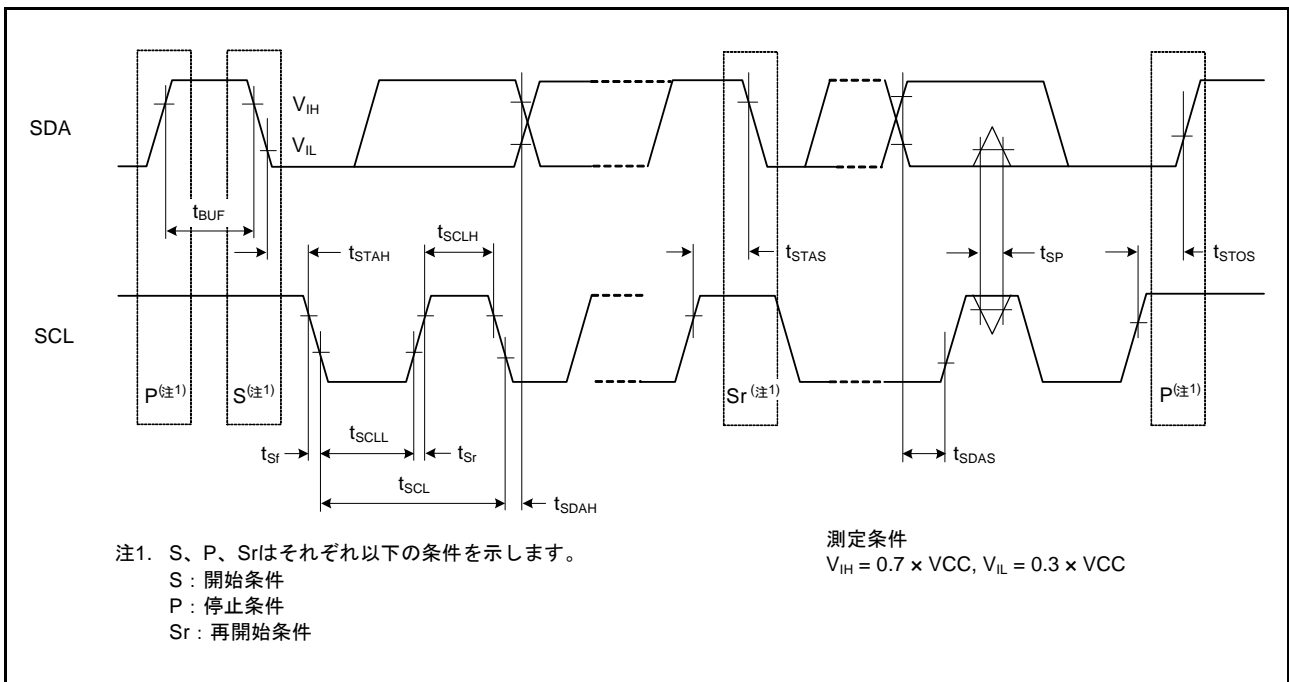 SDA
VIH
VIL
tBUF
tSTAH
tSCLH
tSTAS
tSP
tSTOS
SCL
P(注1)
S(注1)
Sr(注1)
P(注1)
tSf
tSCLL
tSr
tSCL
tSDAH
tSDAS
注1. S、P、Srはそれぞれ以下の条件を示します。
S：開始条件
P：停止条件
Sr：再開始条件
測定条件
VIH = 0.7 × VCC, VIL = 0.3 × VCC